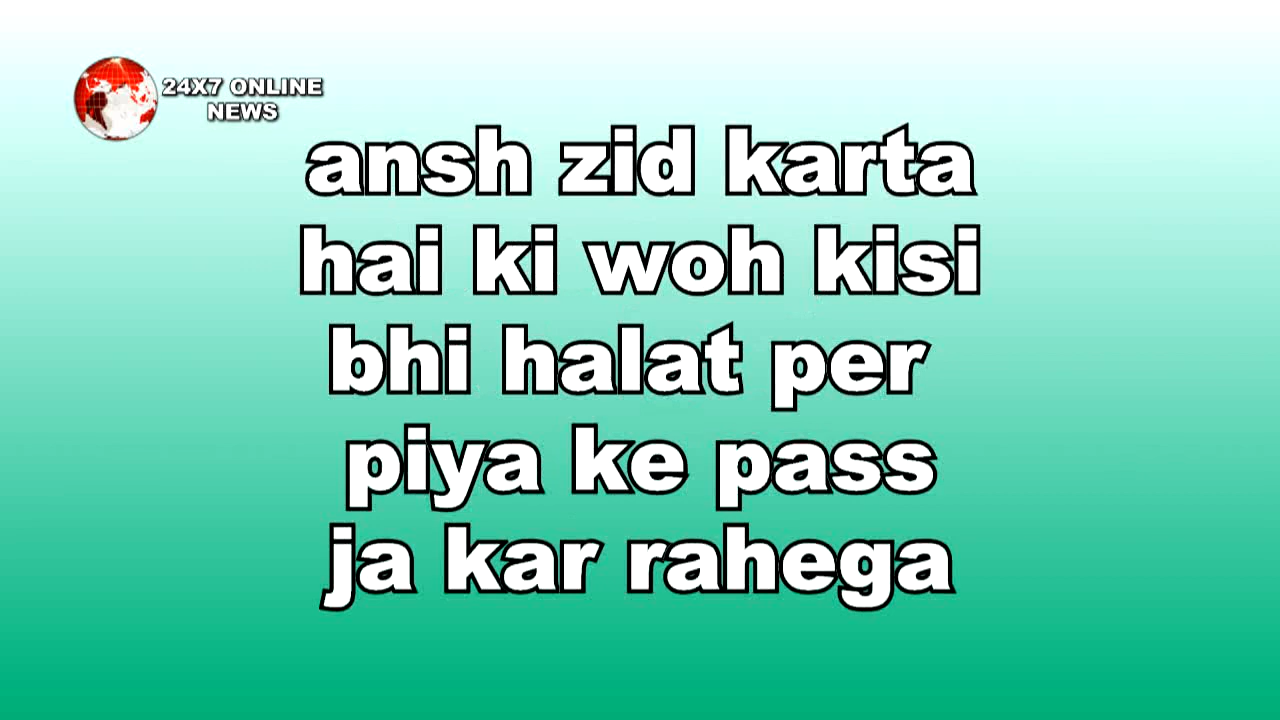 24X7 ONLINE
NEWS
ansh zid karta
hai ki woh kisi
bhi halat per
piya ke pass
ja kar rahega